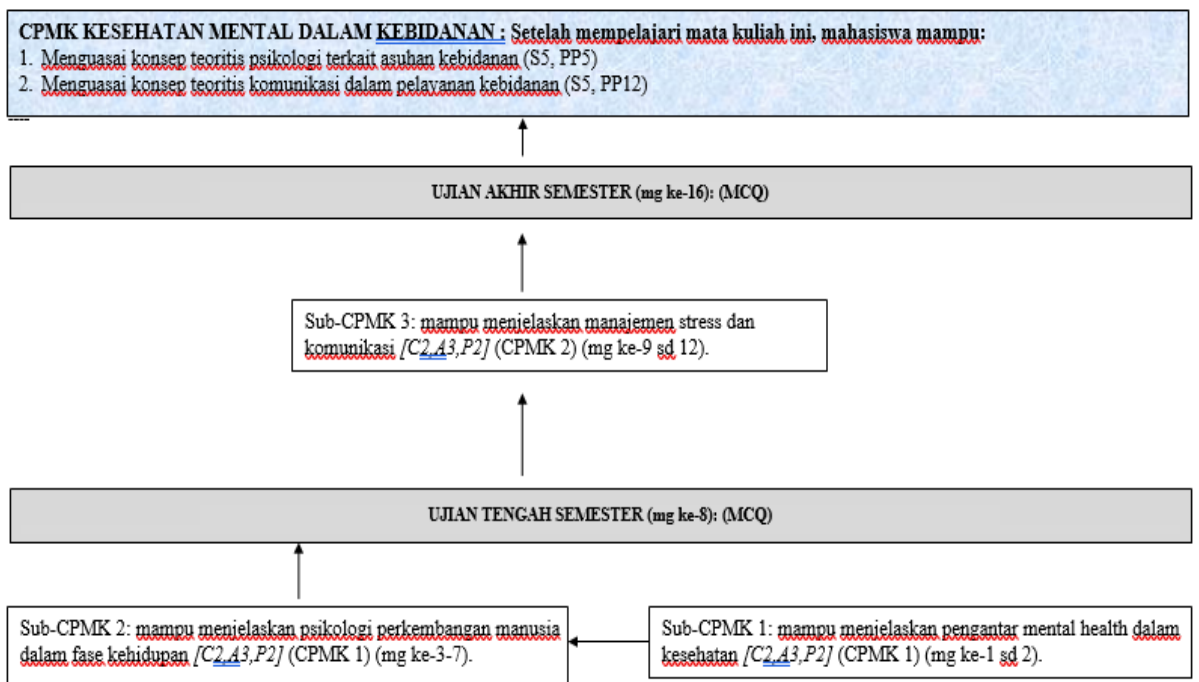 CPMK KESEHATAN MENTAL DALAM KEBIDANAN : Setelah mempelajari mata kuliah ini, mahasiswa mampu:
1. Menguasai konsep teoritis psikologi terkait asuhan kebidanan (S5, PP5)
2. Menguasai konsep teoritis komunikasi dalam pelayanan kebidanan (S5, PP12)
UJIAN AKHIR SEMESTER (mg ke-16): (MCQ)
Sub-CPMK 3: mampu menjelaskan manajemen stress dan
komunikasi [C2,A3,P2] (CPMK 2) (mg ke-9 sd 12).
UJIAN TENGAH SEMESTER (mg ke-8): (MCQ)
Sub-CPMK 2: mampu menjelaskan psikologi perkembangan manusia
dalam fase kehidupan [C2,A3,P2] (CPMK 1) (mg ke-3-7).
Sub-CPMK 1: mampu menjelaskan pengantar mental health dalam
kesehatan [C2,A3,P2] (CPMK 1) (mg ke-1 sd 2).